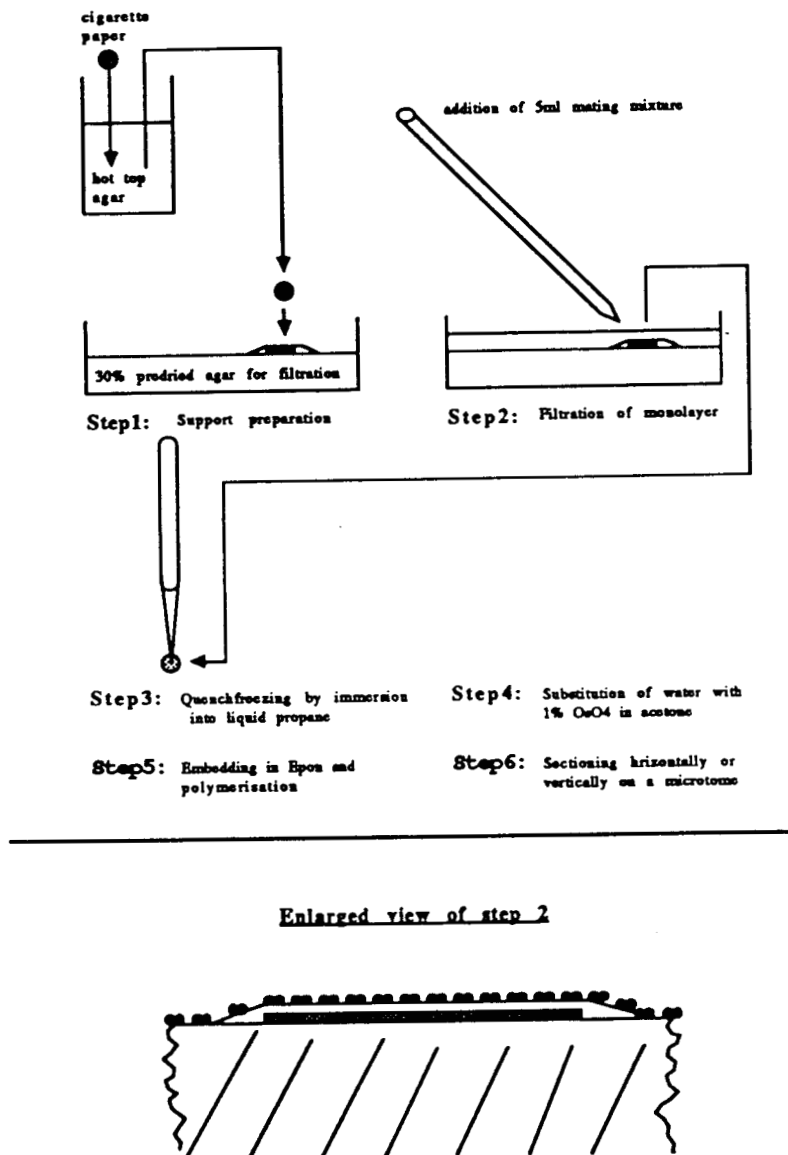 cigarette
paper
addition of 5ml mating mixture
hot top
agar
30% predried agar for filtration
Step1: Support preparation
Step2: Filtration of monolayer
Step3: Quenchfreezing by immersion
into liquid propane
Step4: Substitution of water with
1% OsO4 in acetone
Step5: Embedding in Epon and
polymerisation
Step6: Sectioning hrizontally or
vertically on a microtome
Enlarged view of step 2